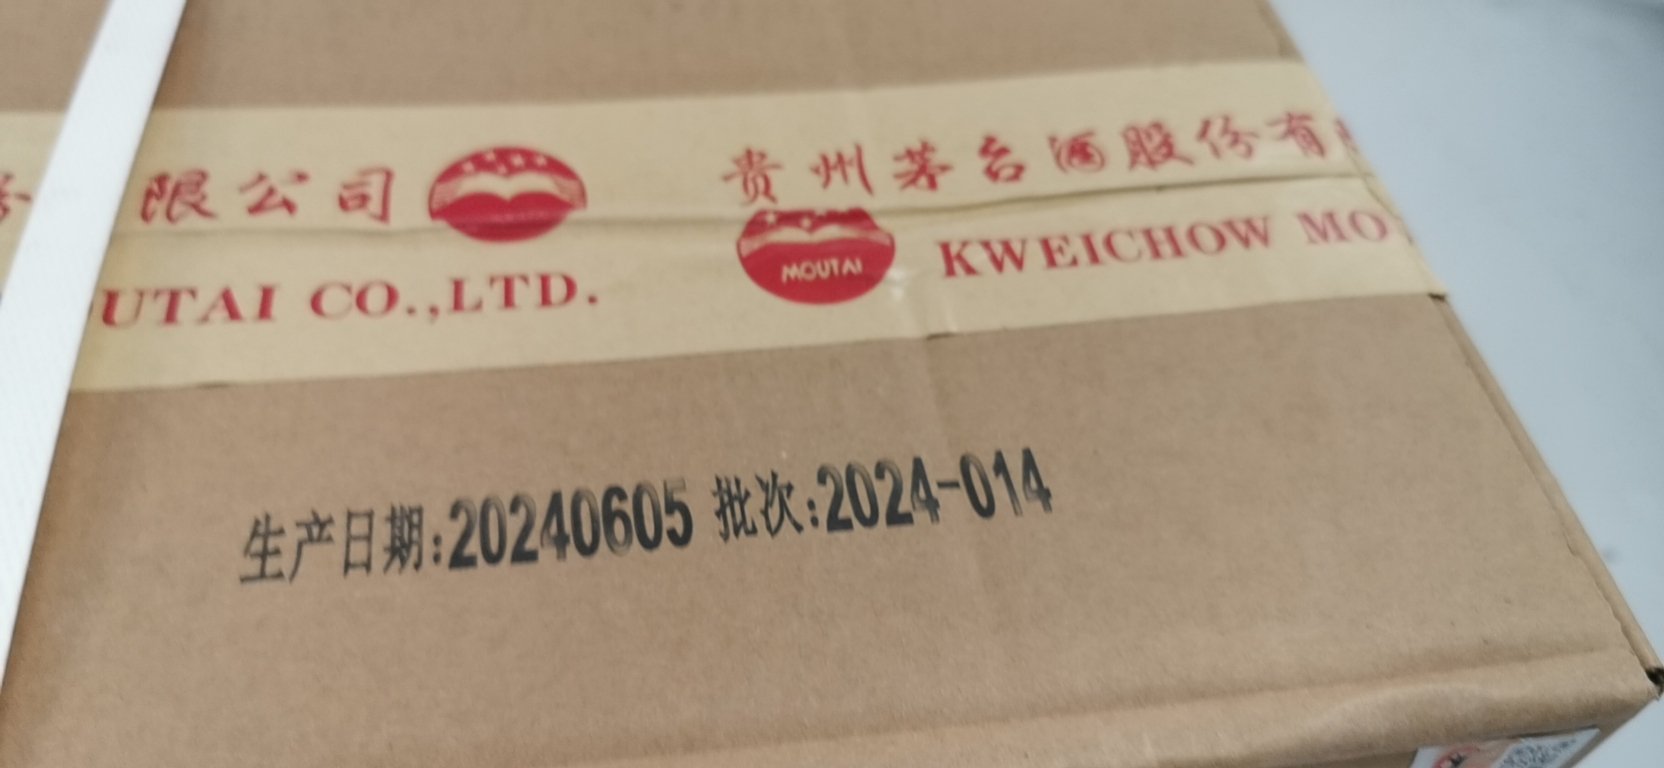 限公司
贵州茅台酒股份有
UTAI CO.,LTD.
MOUTAI
KWEICHOW MO
生产日期:20240605 批次:2024-014